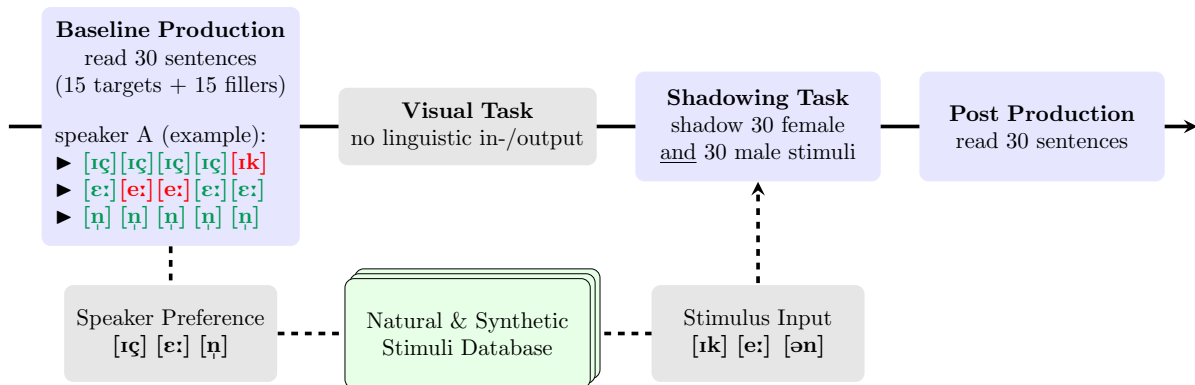 Baseline Production
read 30 sentences
(15 targets + 15 fillers)
speaker A (example):
► [ɪç][ɪç][ɪç][ɪç][ɪk]
► [ɛː][eː][eː][ɛː][ɛː]
► [n̩] [n̩] [n̩] [n̩] [n̩]
Visual Task
no linguistic in-/output
Shadowing Task
shadow 30 female
and 30 male stimuli
Post Production
read 30 sentences
Speaker Preference
[ɪç] [ɛː] [n̩]
Natural & Synthetic
Stimuli Database
Stimulus Input
[ɪk] [eː] [ən]